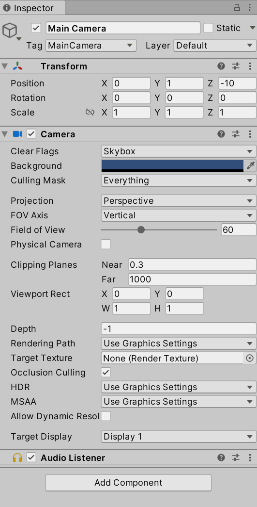 Inspector
Main Camera Static
Tag MainCamera Layer Default
Transform
Position X 0 Y 1 Z -10
Rotation X 0 Y 0 Z 0
Scale X 1 Y 1 Z 1
Camera
Clear Flags Skybox
Background
Culling Mask Everything
Projection Perspective
FOV Axis Vertical
Field of View 60
Physical Camera
Clipping Planes Near 0.3
Far 1000
Viewport Rect X 0 Y 0
W 1 H 1
Depth -1
Rendering Path Use Graphics Settings
Target Texture None (Render Texture)
Occlusion Culling
HDR Use Graphics Settings
MSAA Use Graphics Settings
Allow Dynamic Resol
Target Display Display 1
Audio Listener
Add Component